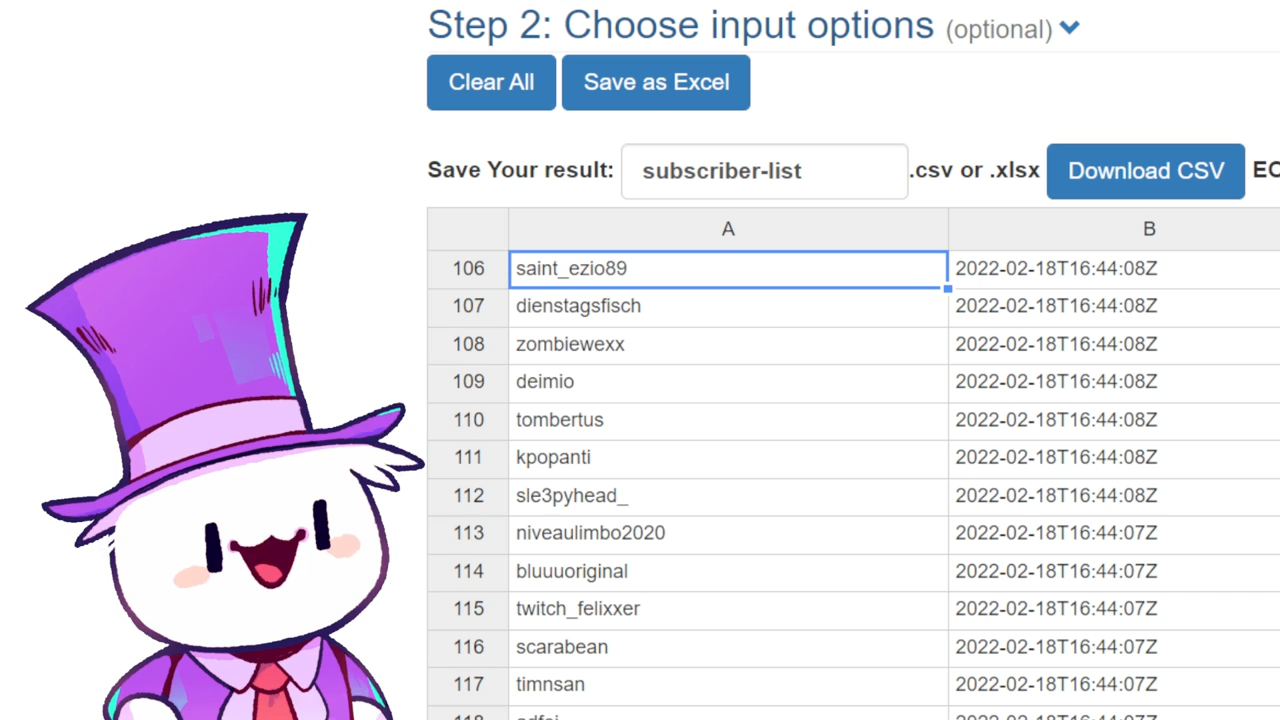 Step 2: Choose input options (optional)
Clear All Save as Excel
Save Your result: subscriber-list .csv or .xlsx Download CSV EO
A B
106 saint_ezio89 2022-02-18T16:44:08Z
107 dienstagsfisch 2022-02-18T16:44:08Z
108 zombiewexx 2022-02-18T16:44:08Z
109 deimio 2022-02-18T16:44:08Z
110 tombertus 2022-02-18T16:44:08Z
111 kpopanti 2022-02-18T16:44:08Z
112 sle3pyhead_ 2022-02-18T16:44:08Z
113 niveaulimbo2020 2022-02-18T16:44:07Z
114 bluuuoriginal 2022-02-18T16:44:07Z
115 twitch_felixxer 2022-02-18T16:44:07Z
116 scarabean 2022-02-18T16:44:07Z
117 timnsan 2022-02-18T16:44:07Z